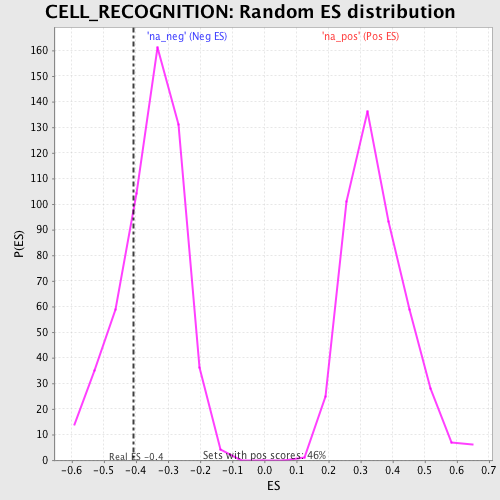 CELL_RECOGNITION: Random ES distribution
'na_neg' (Neg ES) 'na_pos' (Pos ES)
160
150
140
130
120
110
100
90
80
70
60
50
40
30
20
10
0
P(ES)
Real ES -0.4 Sets with pos scores: 46%
-0.6 -0.5 -0.4 -0.3 -0.2 -0.1 0.0 0.1 0.2 0.3 0.4 0.5 0.6 0.7
ES